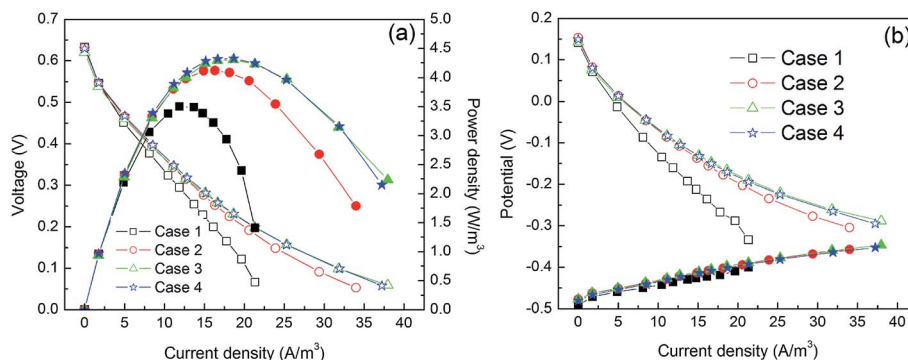 (a)
0.7
0.6
0.5
0.4
0.3
0.2
0.1
0.0
Voltage (V)
5.0
4.5
4.0
3.5
3.0
2.5
2.0
1.5
1.0
0.5
0.0
Power density (W/m³)
Case 1
Case 2
Case 3
Case 4
0 5 10 15 20 25 30 35 40
Current density (A/m³)
(b)
0.2
0.1
0.0
-0.1
-0.2
-0.3
-0.4
-0.5
Potential (V)
Case 1
Case 2
Case 3
Case 4
0 5 10 15 20 25 30 35 40
Current density (A/m³)